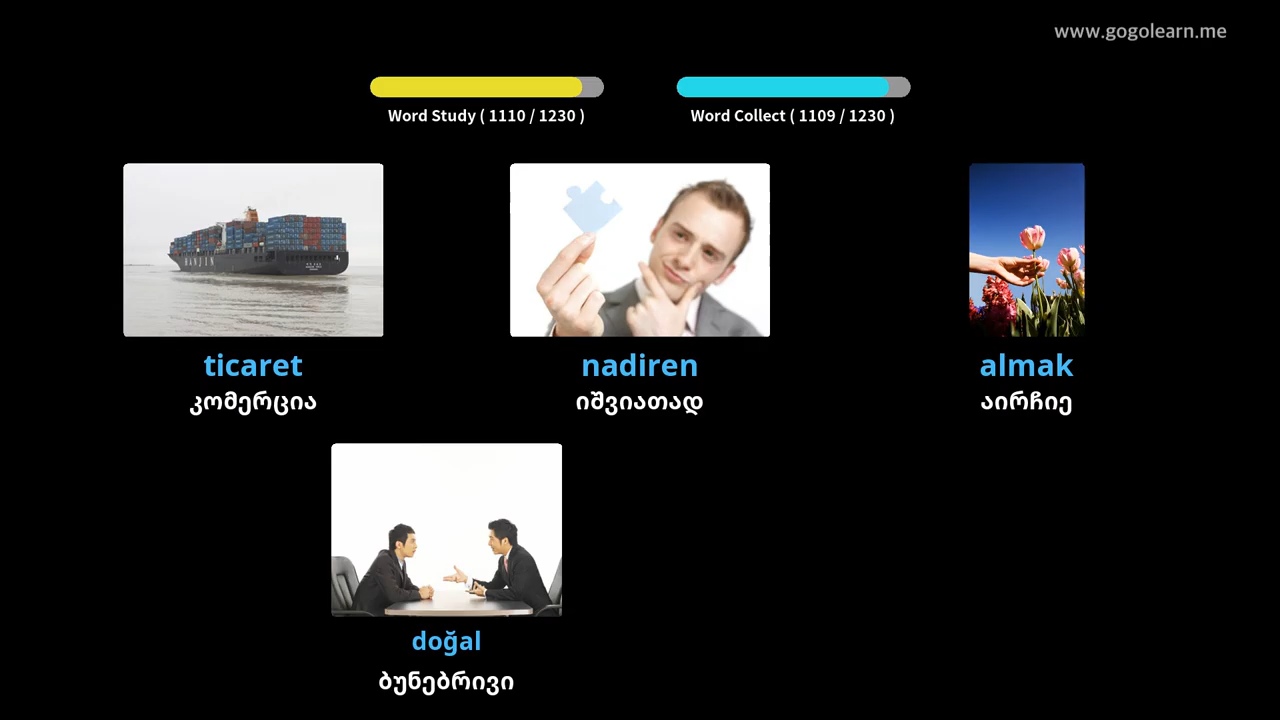 www.gogolearn.me
Word Study ( 1110 / 1230 )
Word Collect ( 1109 / 1230 )
HANJIN
ticaret
კომერცია
nadiren
იშვიათად
almak
აირჩიე
doğal
ბუნებრივი